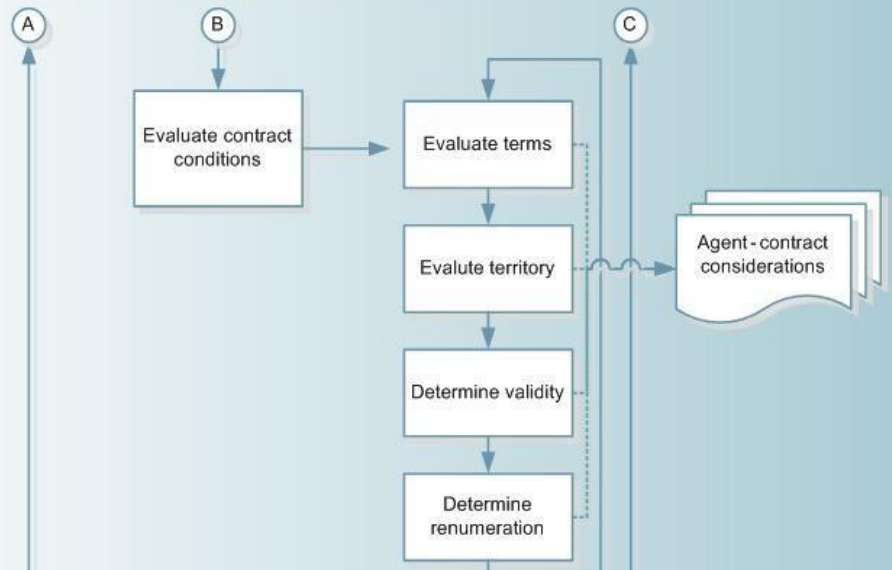 A
B
C
Evaluate contract
conditions
Evaluate terms
Evalute territory
Agent - contract
considerations
Determine validity
Determine
renumeration